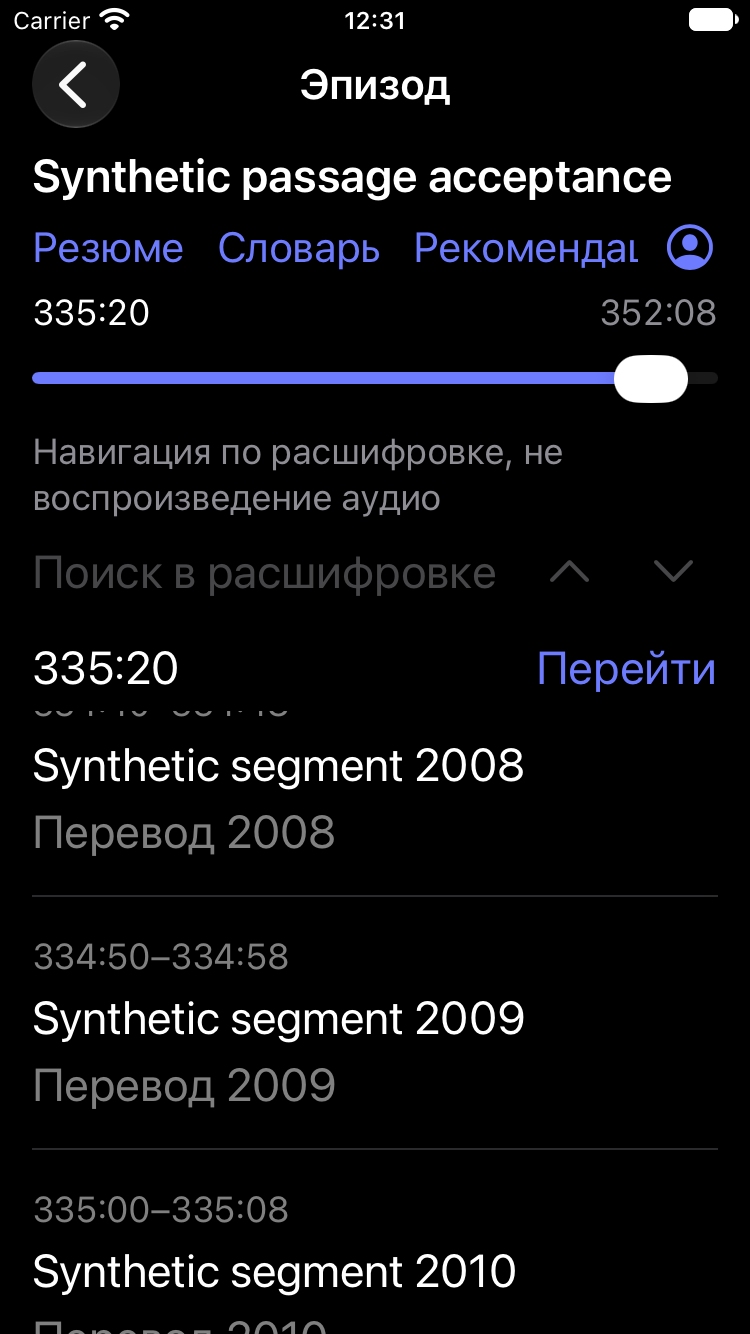 Carrier 12:31
Эпизод
Synthetic passage acceptance
Резюме Словарь
335:20 352:08
Навигация по расшифровке, не
воспроизведение аудио
Поиск в расшифровке
335:20 Перейти
Synthetic segment 2008
Перевод 2008
334:50–334:58
Synthetic segment 2009
Перевод 2009
335:00–335:08
Synthetic segment 2010
Перевод 2010